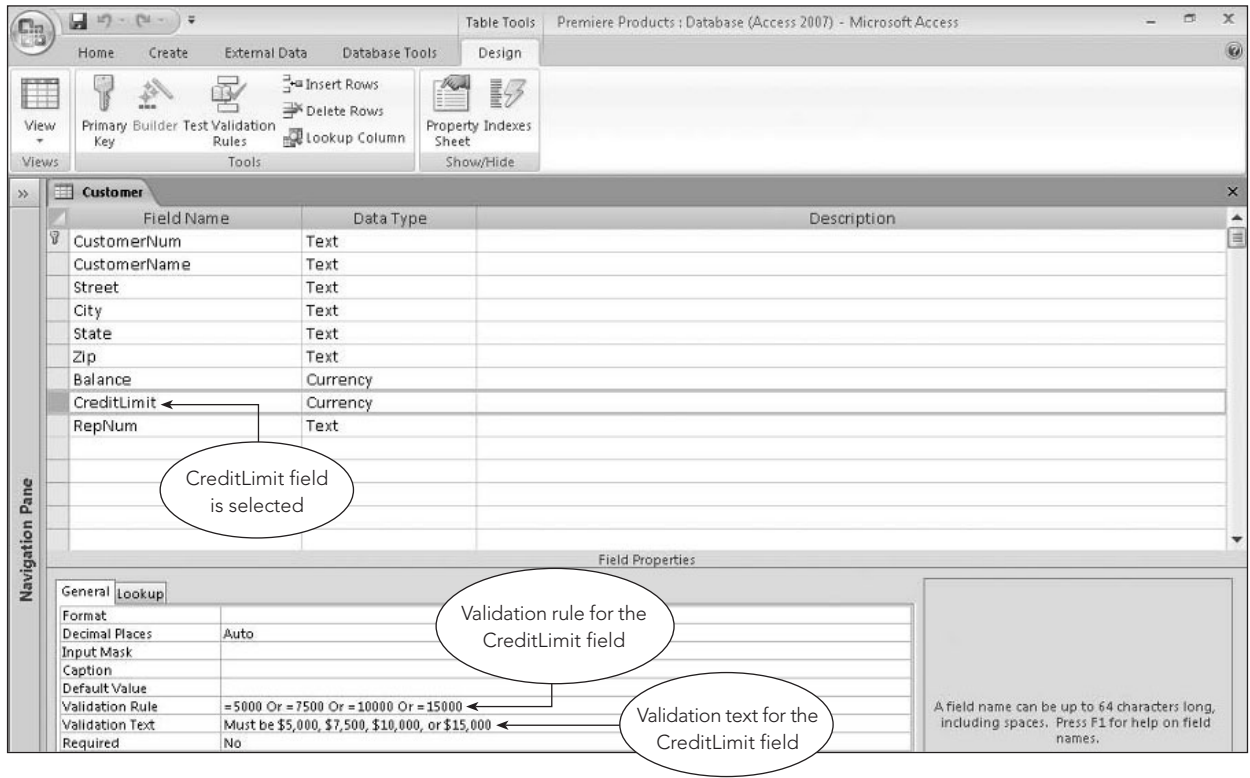 Table Tools Premiere Products : Database (Access 2007) - Microsoft Access
Home Create External Data Database Tools Design
View
Views
Primary Key
Builder
Test Validation Rules
Insert Rows
Delete Rows
Lookup Column
Tools
Property Sheet
Indexes
Show/Hide
Customer
Field Name Data Type Description
CustomerNum Text
CustomerName Text
Street Text
City Text
State Text
Zip Text
Balance Currency
CreditLimit Currency
RepNum Text
CreditLimit field
is selected
Navigation Pane
Field Properties
General Lookup
Format
Decimal Places Auto
Input Mask
Caption
Default Value
Validation Rule =5000 Or =7500 Or =10000 Or =15000
Validation Text Must be $5,000, $7,500, $10,000, or $15,000
Required No
Validation rule for the
CreditLimit field
Validation text for the
CreditLimit field
A field name can be up to 64 characters long,
including spaces. Press F1 for help on field
names.